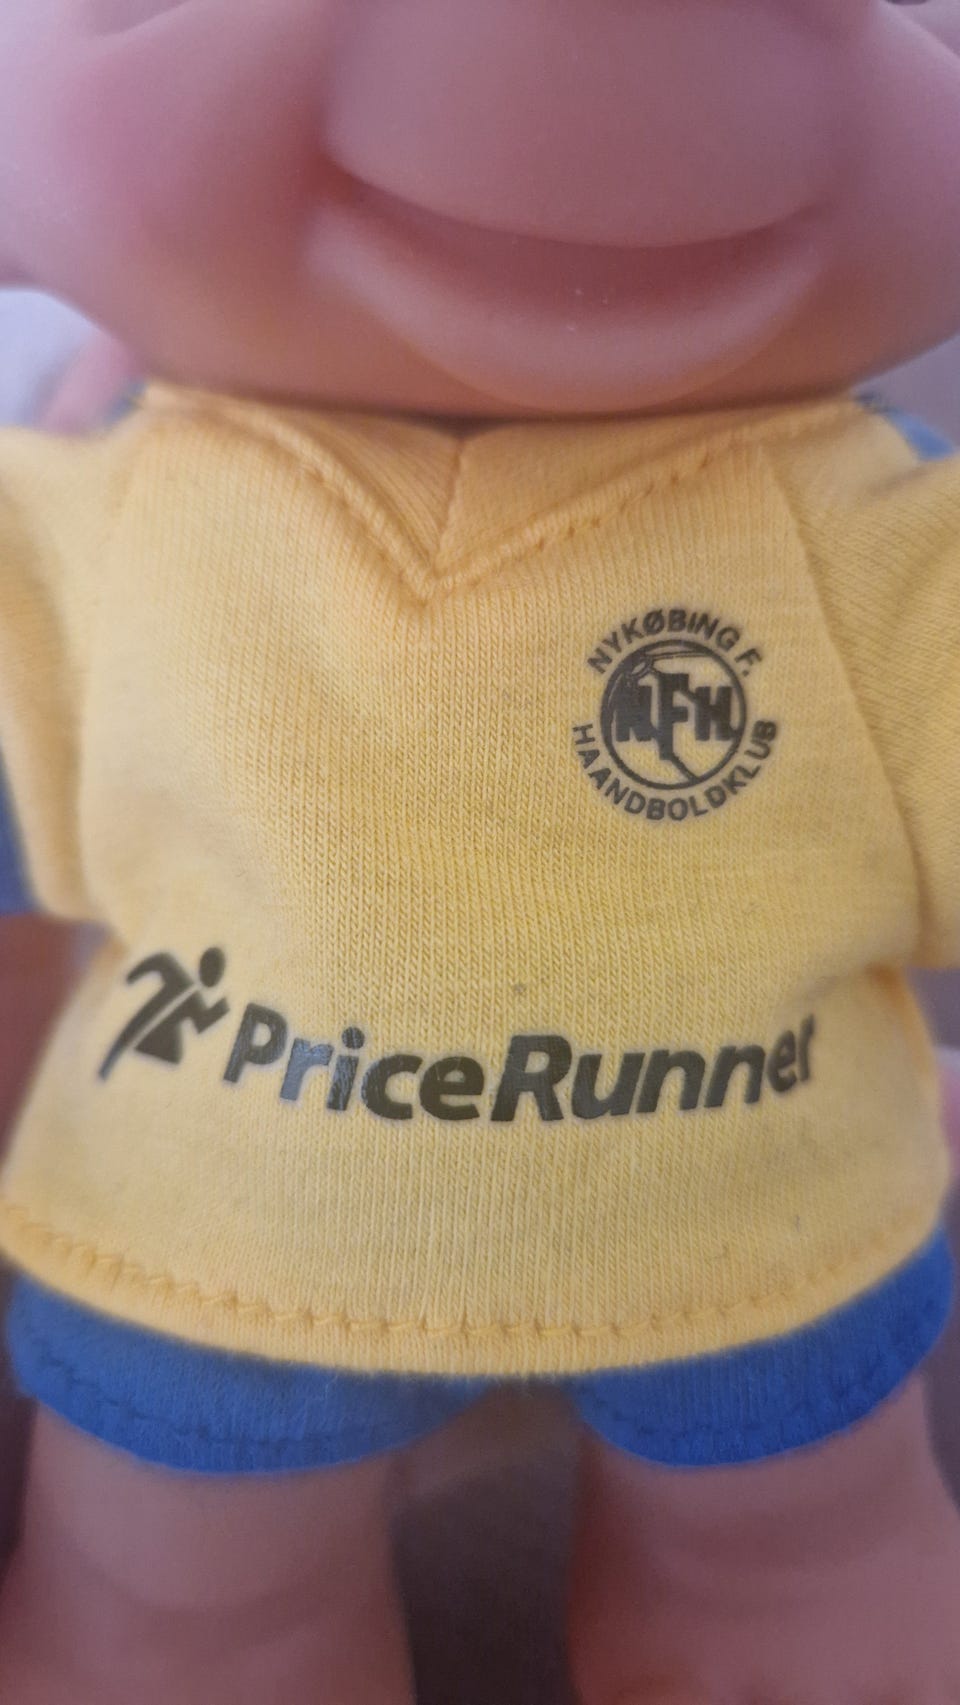 NYKØBING F.
NFH
HAANDBOLDKLUB
PriceRunner